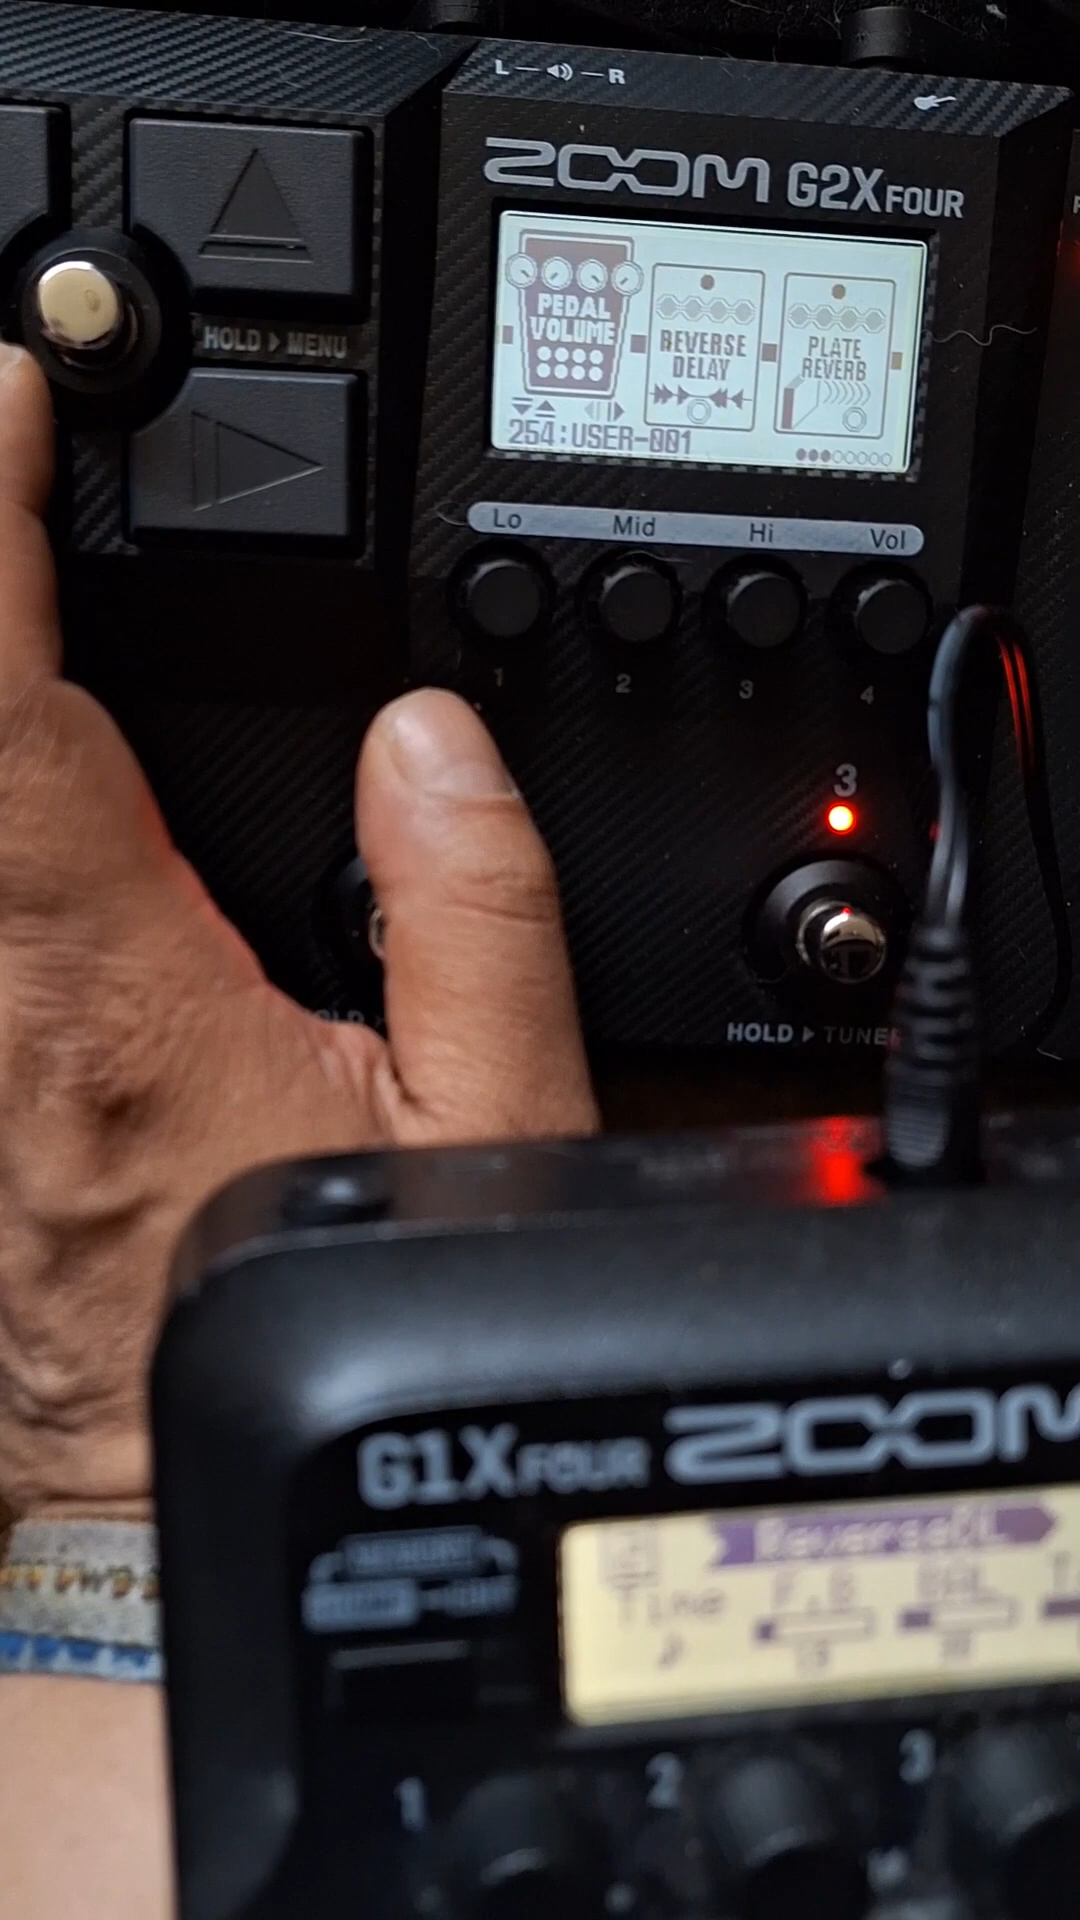 L R
ZOOM G2X FOUR
PEDAL VOLUME
REVERSE DELAY
PLATE REVERB
254:USER-001
HOLD ▶ MENU
Lo Mid Hi Vol
1 2 3 4
3
HOLD ▶ TUNER
G1X FOUR ZOOM
ReverseDL
Time F.B BAL
1 2 3